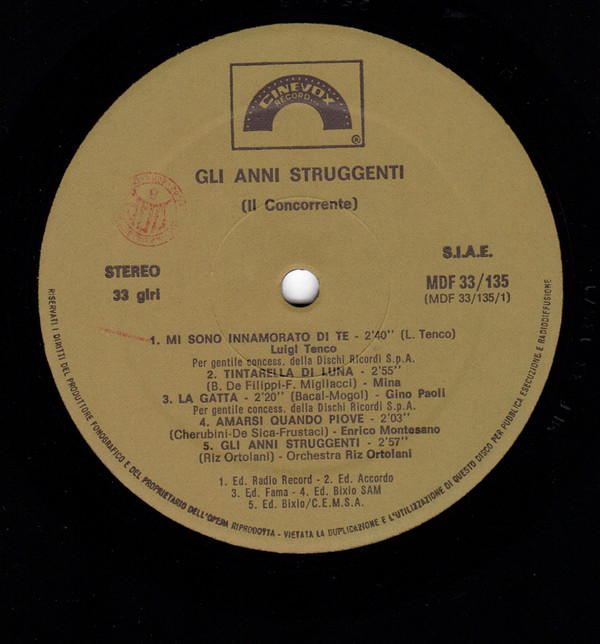 CINEVOX
RECORD
®
GLI ANNI STRUGGENTI
(Il Concorrente)
S.I.A.E.
STEREO
33 giri
MDF 33/135
(MDF 33/135/1)
1. MI SONO INNAMORATO DI TE - 2'40" (L. Tenco)
Luigi Tenco
Per gentile concess. della Dischi Ricordi S.p.A.
2. TINTARELLA DI LUNA - 2'55"
(B. De Filippi-F. Migliacci) - Mina
3. LA GATTA - 2'20" (Bacal-Mogol) - Gino Paoli
Per gentile concess. della Dischi Ricordi S.p.A.
4. AMARSI QUANDO PIOVE - 2'03"
(Cherubini-De Sica-Frustaci) - Enrico Montesano
5. GLI ANNI STRUGGENTI - 2'57"
(Riz Ortolani) - Orchestra Riz Ortolani
1. Ed. Radio Record - 2. Ed. Accordo
3. Ed. Fama - 4. Ed. Bixio SAM
5. Ed. Bixio/C.E.M.S.A.
RISERVATI I DIRITTI DEL PRODUTTORE FONOGRAFICO E DEL PROPRIETARIO DELL'OPERA RIPRODOTTA - VIETATA LA DUPLICAZIONE E L'UTILIZZAZIONE DI QUESTO DISCO PER PUBBLICA ESECUZIONE E RADIODIFFUSIONE